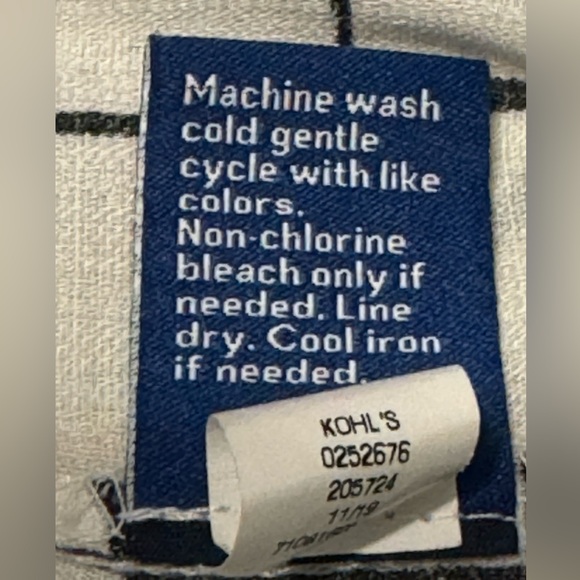 Machine wash
cold gentle
cycle with like
colors.
Non-chlorine
bleach only if
needed. Line
dry. Cool iron
if needed.
KOHL'S
0252676
205724
11/19